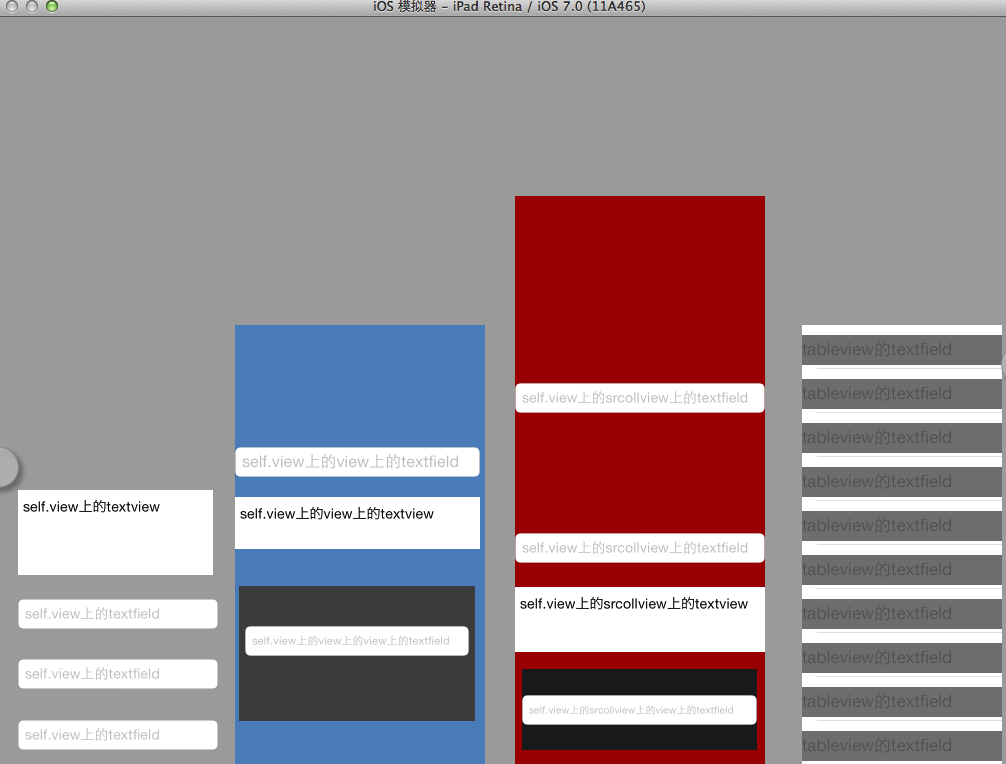 iOS 模拟器 – iPad Retina / iOS 7.0 (11A465)
self.view上的textview
self.view上的textfield
self.view上的textfield
self.view上的textfield
self.view上的view上的textfield
self.view上的view上的textview
self.view上的view上的view上的textfield
self.view上的srcollview上的textfield
self.view上的srcollview上的textfield
self.view上的srcollview上的textview
self.view上的srcollview上的view上的textfield
tableview的textfield
tableview的textfield
tableview的textfield
tableview的textfield
tableview的textfield
tableview的textfield
tableview的textfield
tableview的textfield
tableview的textfield
tableview的textfield